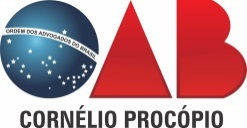 ORDEM DOS ADVOGADOS DO BRASIL
OAB
CORNÉLIO PROCÓPIO